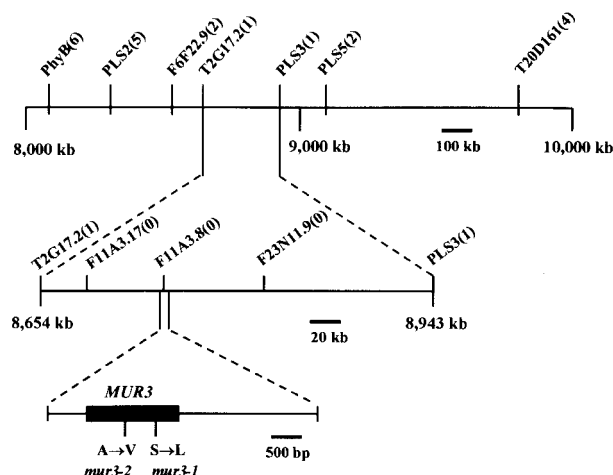 PhyB(6)
PLS2(5)
F6F22.9(2)
T2G17.2(1)
PLS3(1)
PLS5(2)
T20D161(4)
8,000 kb
9,000 kb
100 kb
10,000 kb
T2G17.2(1)
F11A3.17(0)
F11A3.8(0)
F23N11.9(0)
PLS3(1)
8,654 kb
20 kb
8,943 kb
MUR3
A→V
S→L
500 bp
mur3-2
mur3-1